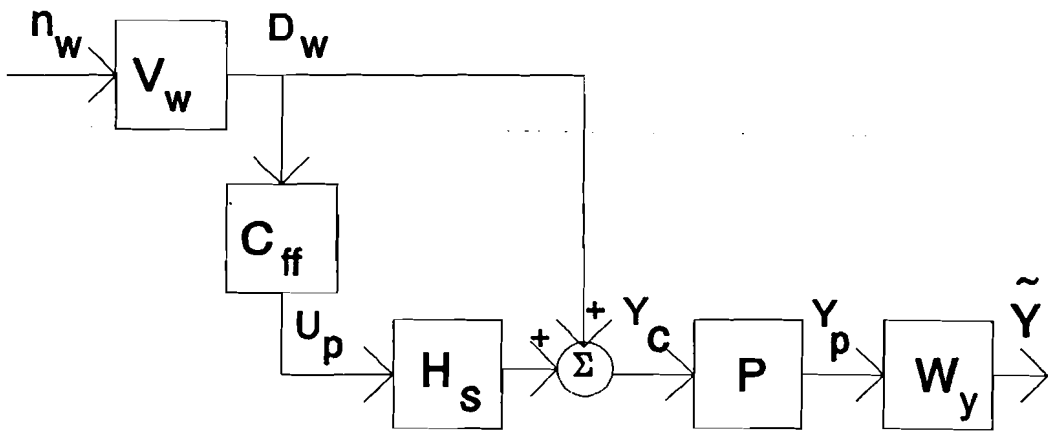 n_w
V_w
D_w
C_ff
U_p
H_s
+
+
Σ
Y_c
P
Y_p
W_y
Ỹ